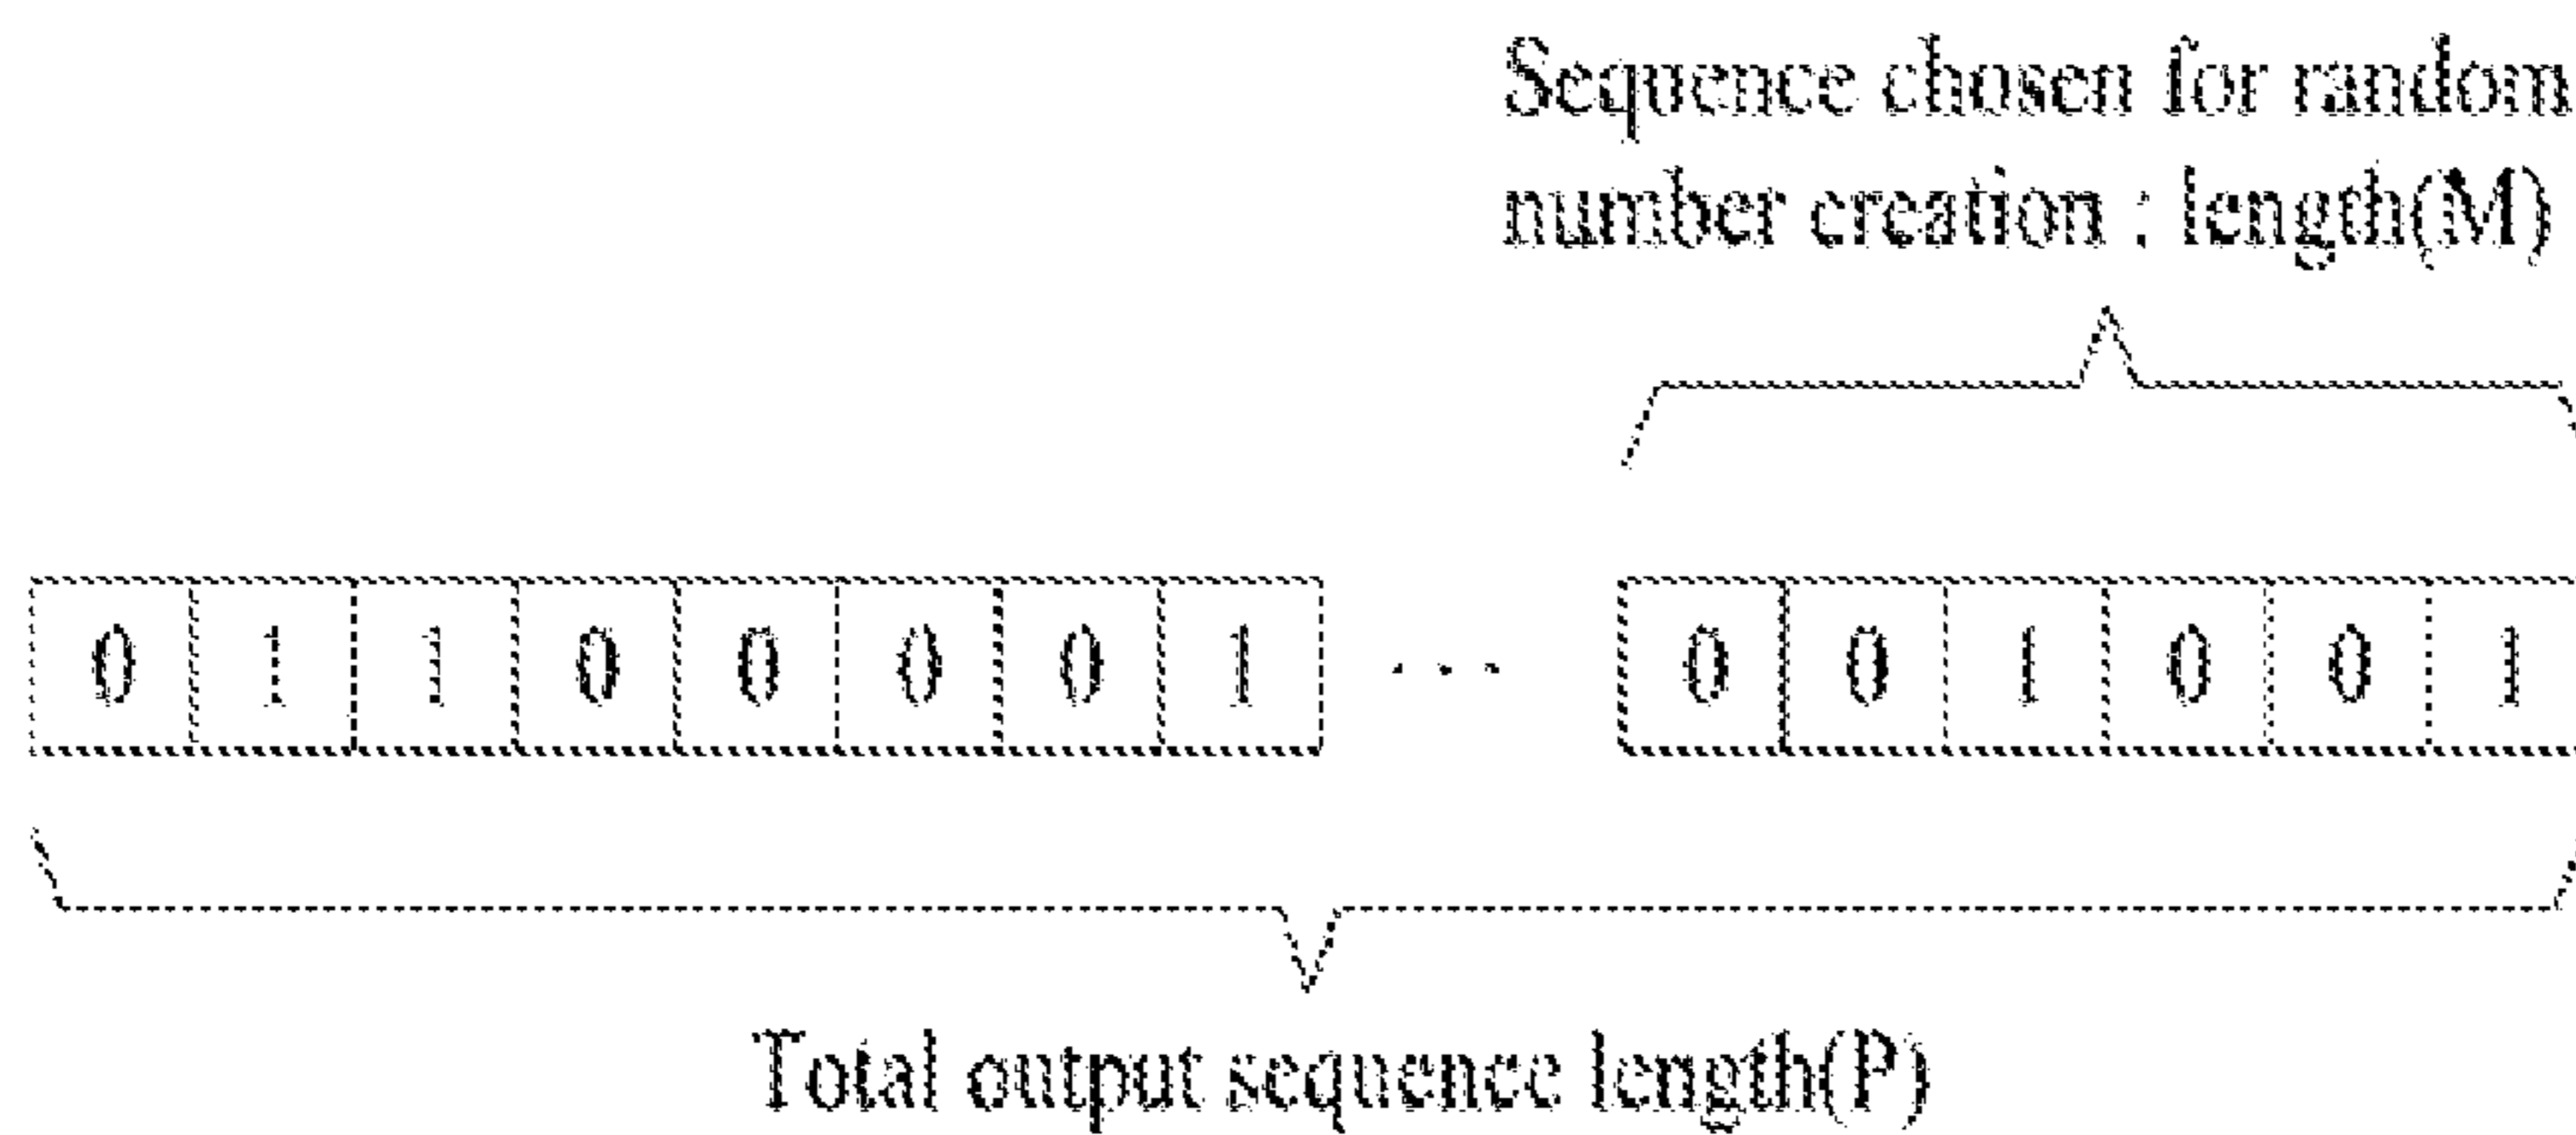 Sequence chosen for random
number creation : length(M)
0 1 1 0 0 0 0 1 ... 0 0 1 0 0 1
Total output sequence length(P)